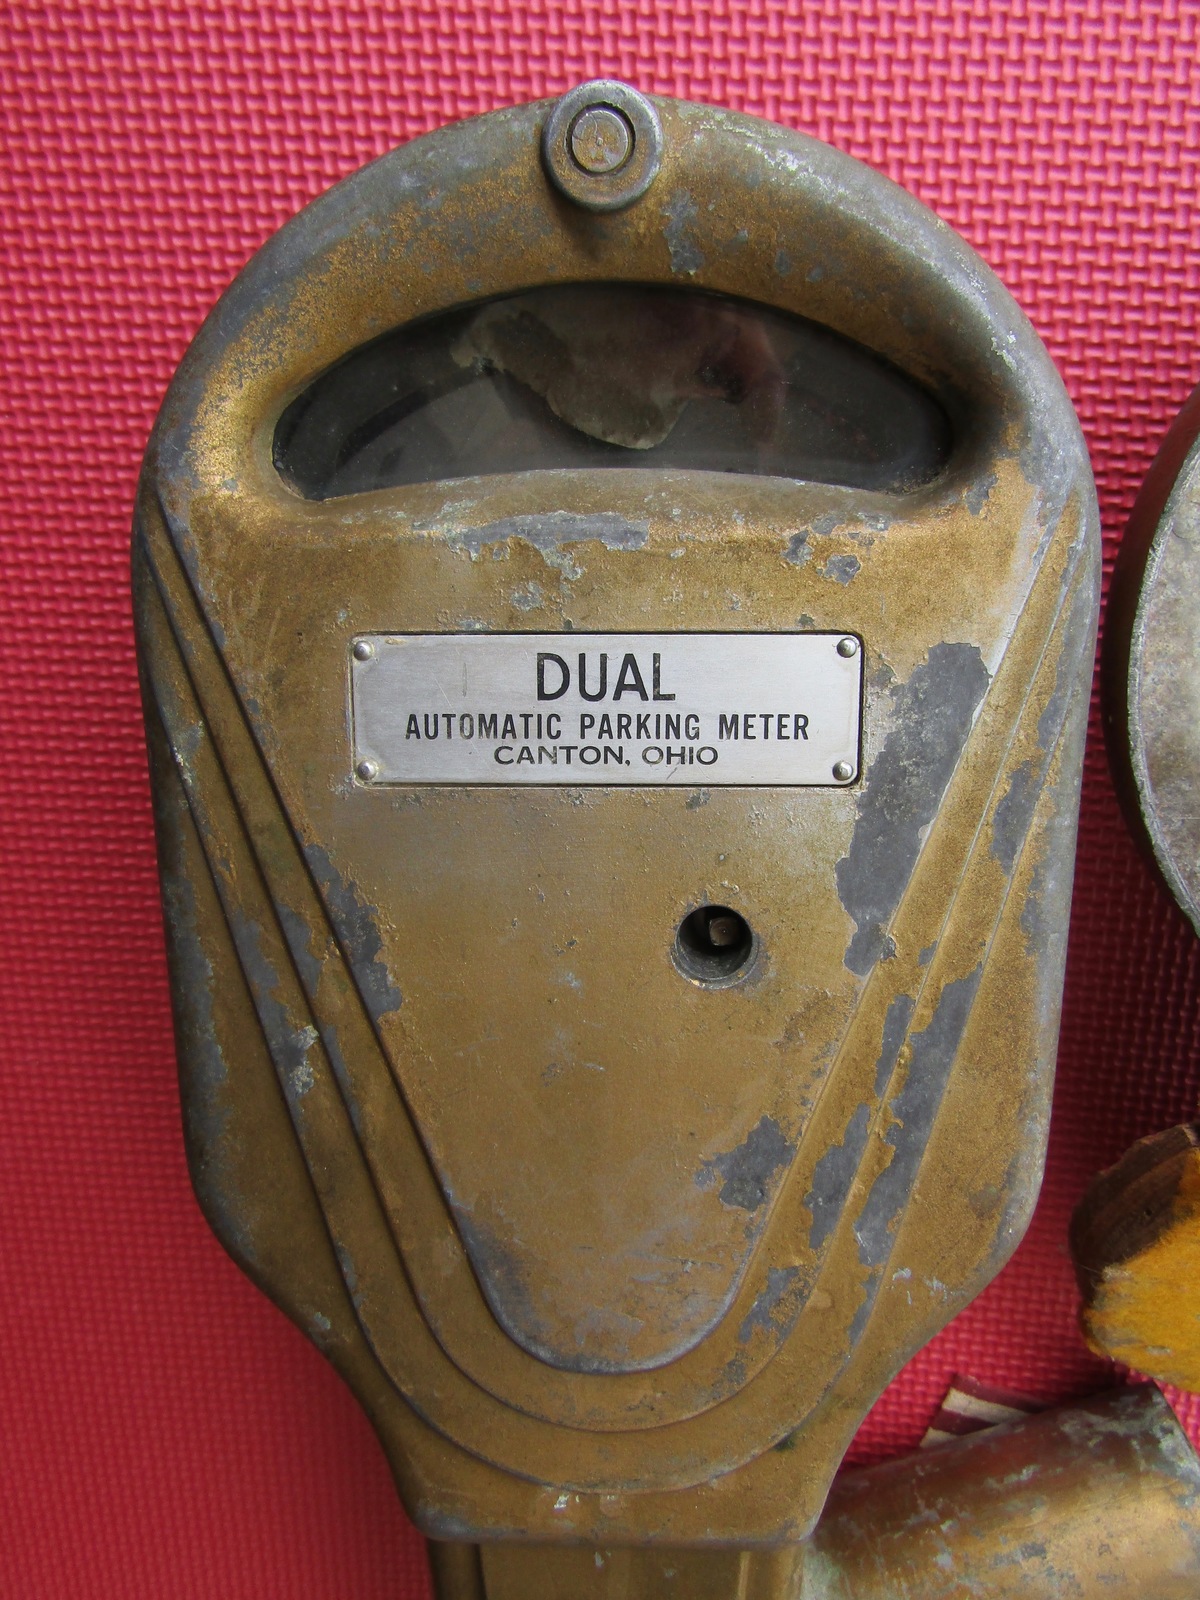 DUAL
AUTOMATIC PARKING METER
CANTON, OHIO